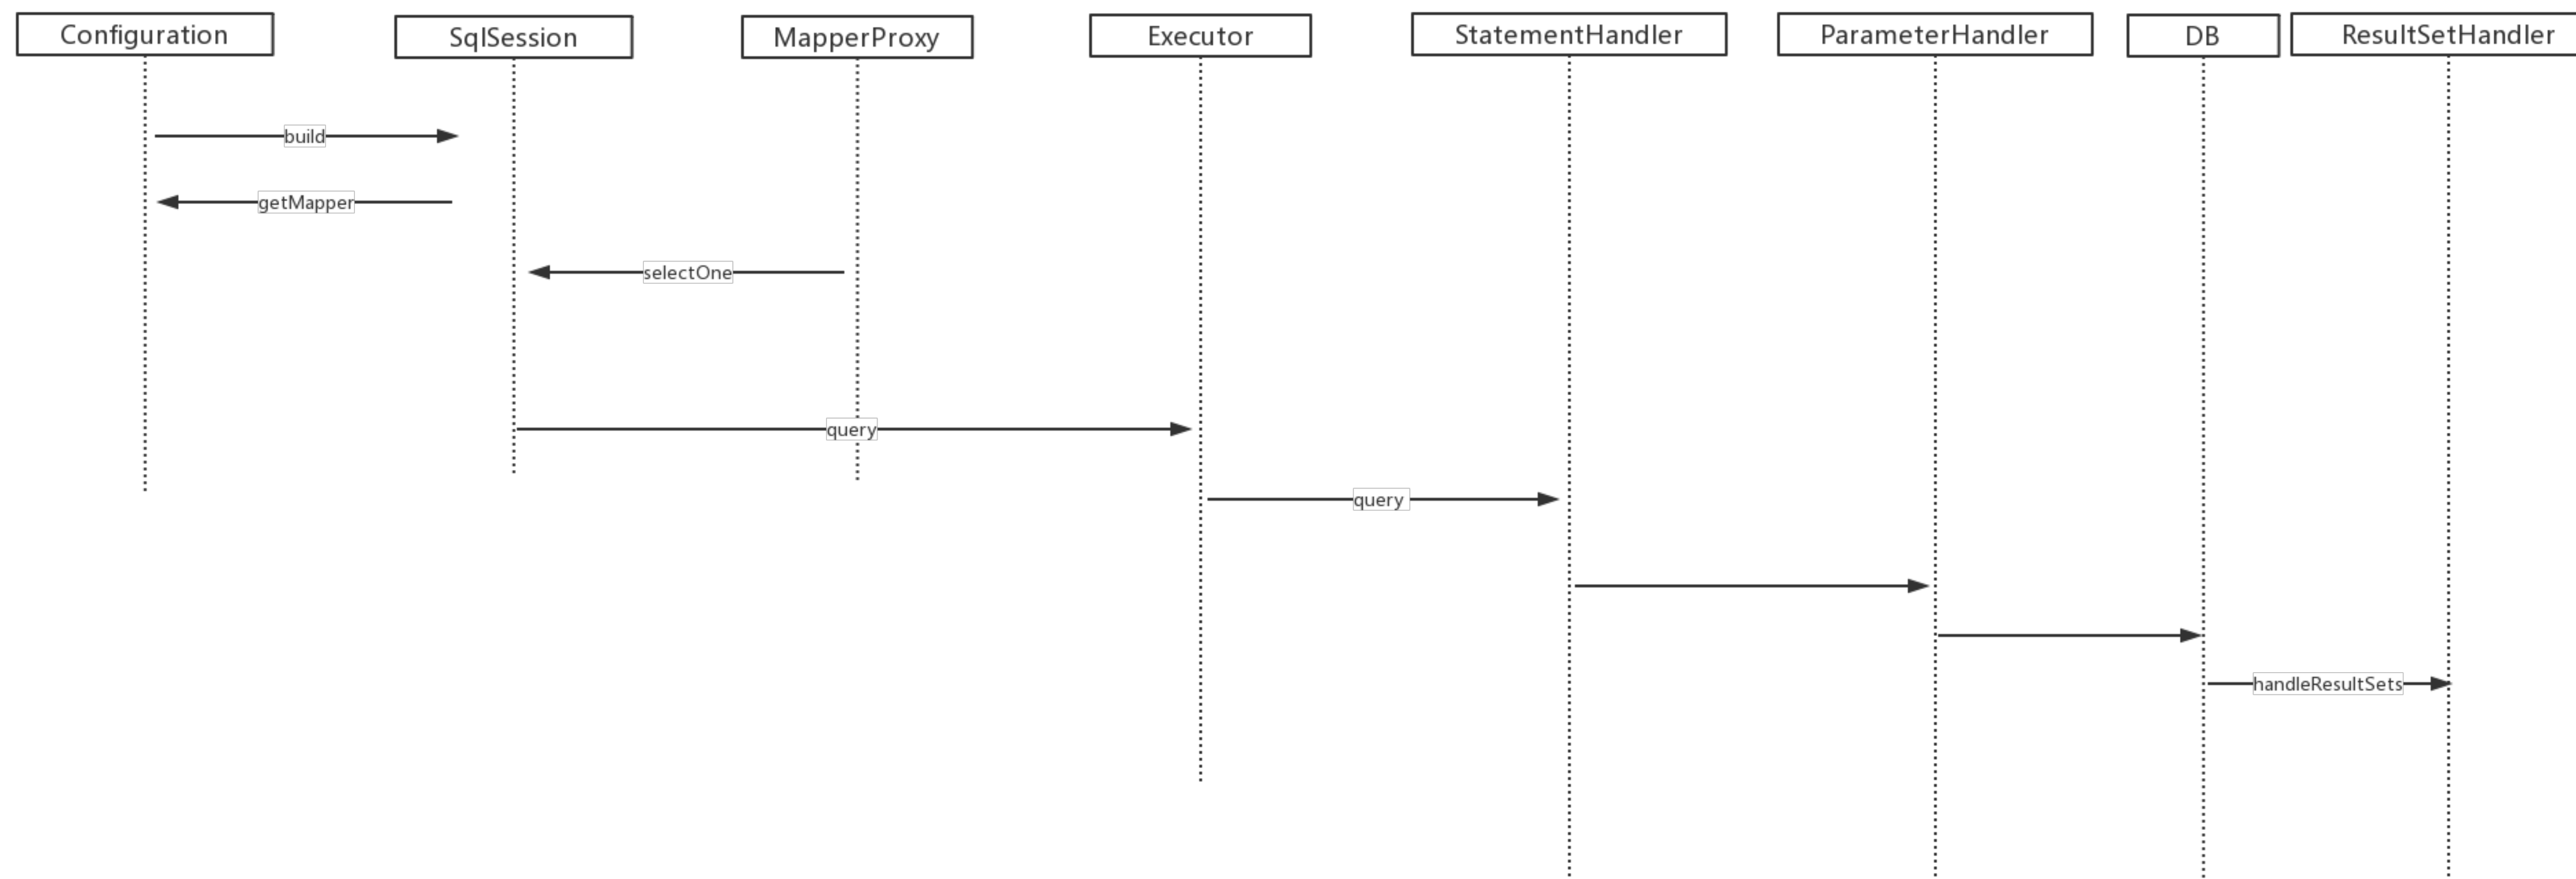 Configuration
SqlSession
MapperProxy
Executor
StatementHandler
ParameterHandler
DB
ResultSetHandler
build
getMapper
selectOne
query
query
handleResultSets